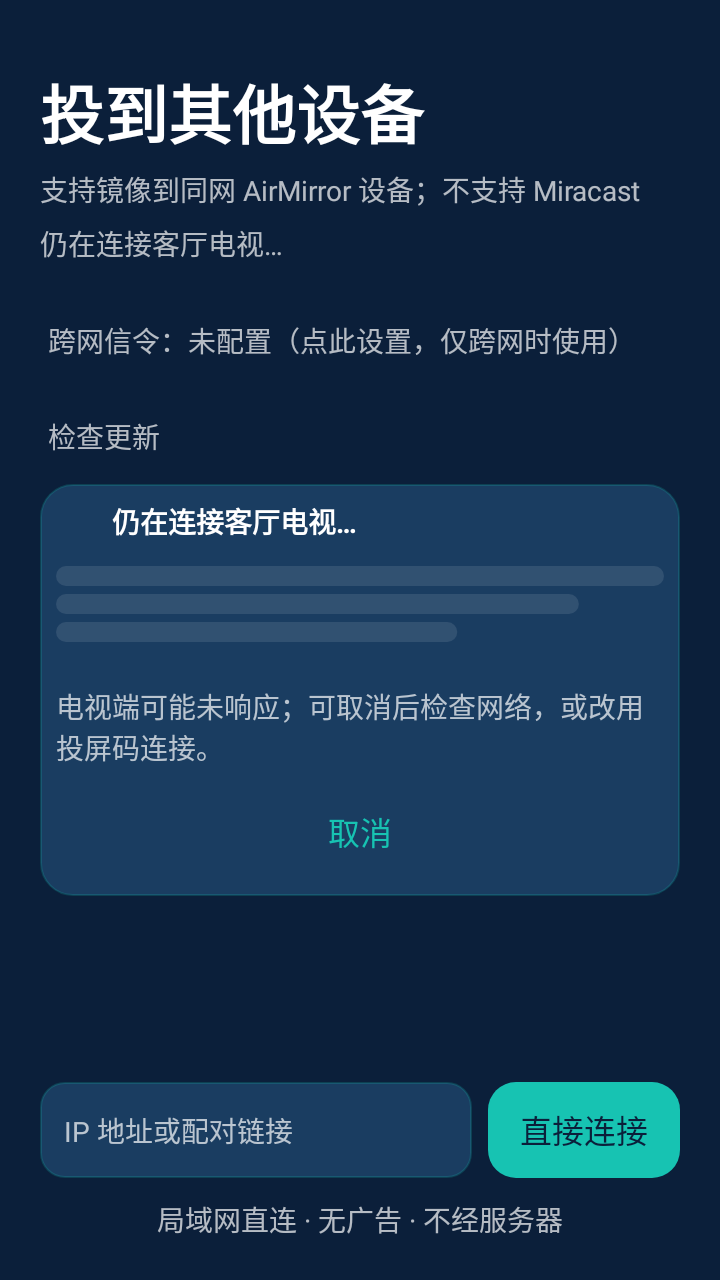 投到其他设备
支持镜像到同网 AirMirror 设备；不支持 Miracast
仍在连接客厅电视…
跨网信令：未配置（点此设置，仅跨网时使用）
检查更新
仍在连接客厅电视…
电视端可能未响应；可取消后检查网络，或改用
投屏码连接。
取消
IP 地址或配对链接
直接连接
局域网直连 · 无广告 · 不经服务器